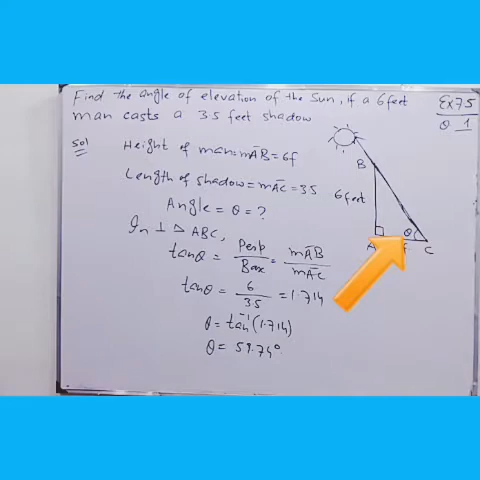 Find the angle of elevation of the Sun, if a 6 feet
man casts a 3.5 feet shadow
Ex 7.5
Q 1
Sol
Height of man = mAB = 6f
Length of shadow = mAC = 3.5
Angle = θ = ?
In ⊥ △ ABC,
tanθ = Perp/Base = mAB/mAC
tanθ = 6/3.5 = 1.714
θ = tan⁻¹(1.714)
θ = 59.74°.
B
6 feet
θ
A
C